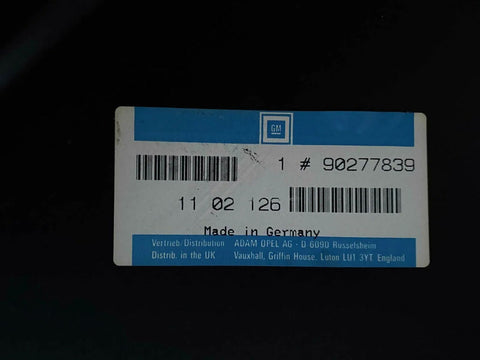 GM
1 # 90277839
11 02 126
Made in Germany
Vertrieb/Distribution ADAM OPEL AG - D 6090 Rüsselsheim
Distrib. in the UK Vauxhall, Griffin House, Luton LU1 3YT England